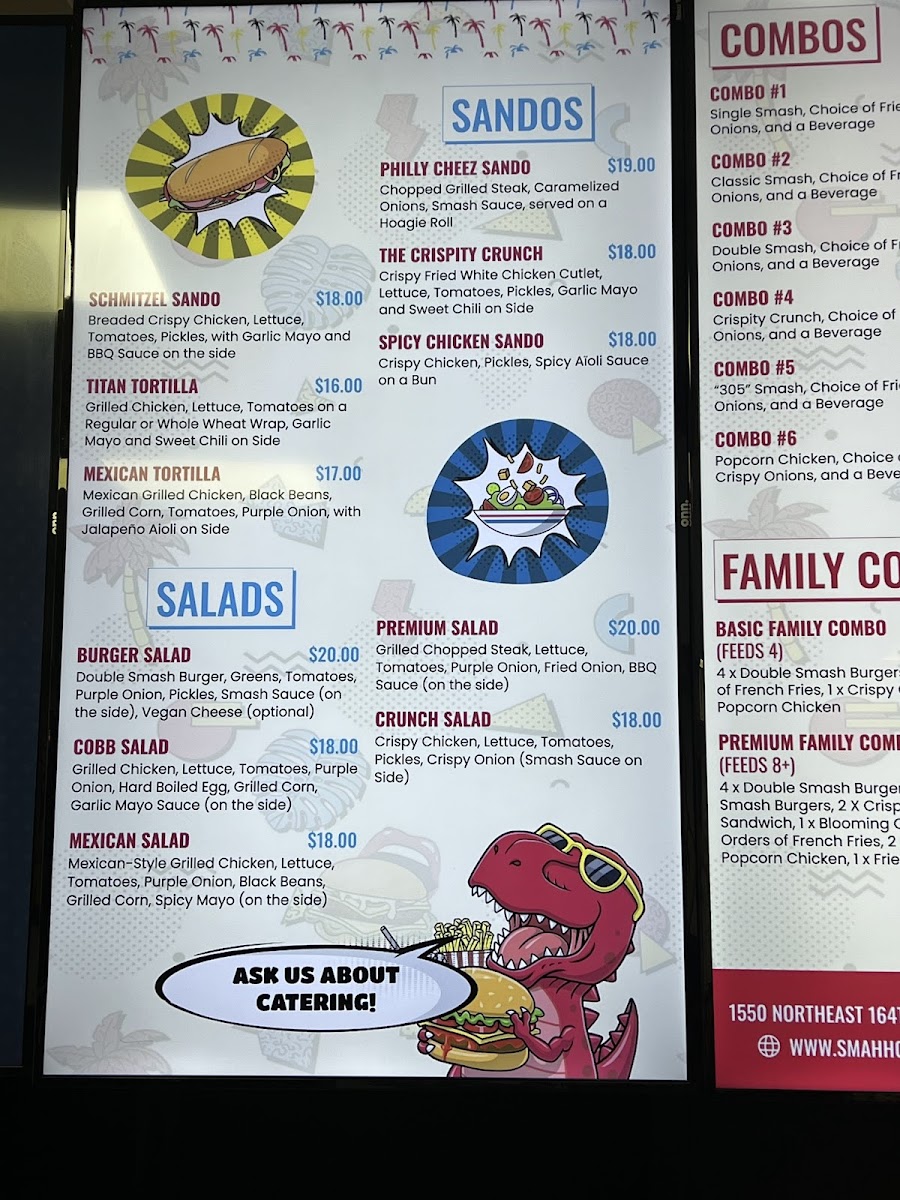 SANDOS
SCHMITZEL SANDO $18.00
Breaded Crispy Chicken, Lettuce,
Tomatoes, Pickles, with Garlic Mayo and
BBQ Sauce on the side
TITAN TORTILLA $16.00
Grilled Chicken, Lettuce, Tomatoes on a
Regular or Whole Wheat Wrap, Garlic
Mayo and Sweet Chili on Side
MEXICAN TORTILLA $17.00
Mexican Grilled Chicken, Black Beans,
Grilled Corn, Tomatoes, Purple Onion, with
Jalapeño Aioli on Side
PHILLY CHEEZ SANDO $19.00
Chopped Grilled Steak, Caramelized
Onions, Smash Sauce, served on a
Hoagie Roll
THE CRISPITY CRUNCH $18.00
Crispy Fried White Chicken Cutlet,
Lettuce, Tomatoes, Pickles, Garlic Mayo
and Sweet Chili on Side
SPICY CHICKEN SANDO $18.00
Crispy Chicken, Pickles, Spicy Aïoli Sauce
on a Bun
SALADS
BURGER SALAD $20.00
Double Smash Burger, Greens, Tomatoes,
Purple Onion, Pickles, Smash Sauce (on
the side), Vegan Cheese (optional)
COBB SALAD $18.00
Grilled Chicken, Lettuce, Tomatoes, Purple
Onion, Hard Boiled Egg, Grilled Corn,
Garlic Mayo Sauce (on the side)
MEXICAN SALAD $18.00
Mexican-Style Grilled Chicken, Lettuce,
Tomatoes, Purple Onion, Black Beans,
Grilled Corn, Spicy Mayo (on the side)
PREMIUM SALAD $20.00
Grilled Chopped Steak, Lettuce,
Tomatoes, Purple Onion, Fried Onion, BBQ
Sauce (on the side)
CRUNCH SALAD $18.00
Crispy Chicken, Lettuce, Tomatoes,
Pickles, Crispy Onion (Smash Sauce on
Side)
ASK US ABOUT
CATERING!
onn.
onn.
COMBOS
COMBO #1
Single Smash, Choice of Frie
Onions, and a Beverage
COMBO #2
Classic Smash, Choice of Fr
Onions, and a Beverage
COMBO #3
Double Smash, Choice of F
Onions, and a Beverage
COMBO #4
Crispity Crunch, Choice of
Onions, and a Beverage
COMBO #5
“305” Smash, Choice of Fri
Onions, and a Beverage
COMBO #6
Popcorn Chicken, Choice
Crispy Onions, and a Beve
FAMILY CO
BASIC FAMILY COMBO
(FEEDS 4)
4 x Double Smash Burgers
of French Fries, 1 x Crispy
Popcorn Chicken
PREMIUM FAMILY COM
(FEEDS 8+)
4 x Double Smash Burger
Smash Burgers, 2 X Crisp
Sandwich, 1 x Blooming
Orders of French Fries, 2
Popcorn Chicken, 1 x Frie
1550 NORTHEAST 164T
WWW.SMAHHO